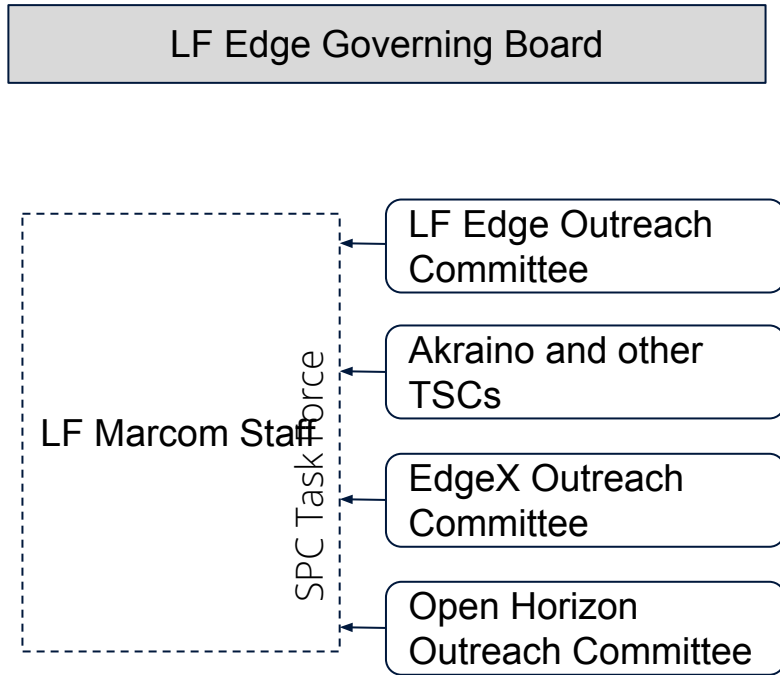 LF Edge Governing Board
LF Edge Outreach
Committee
Akraino and other
TSCs
LF Marcom Staff
SPC Task Force
EdgeX Outreach
Committee
Open Horizon
Outreach Committee